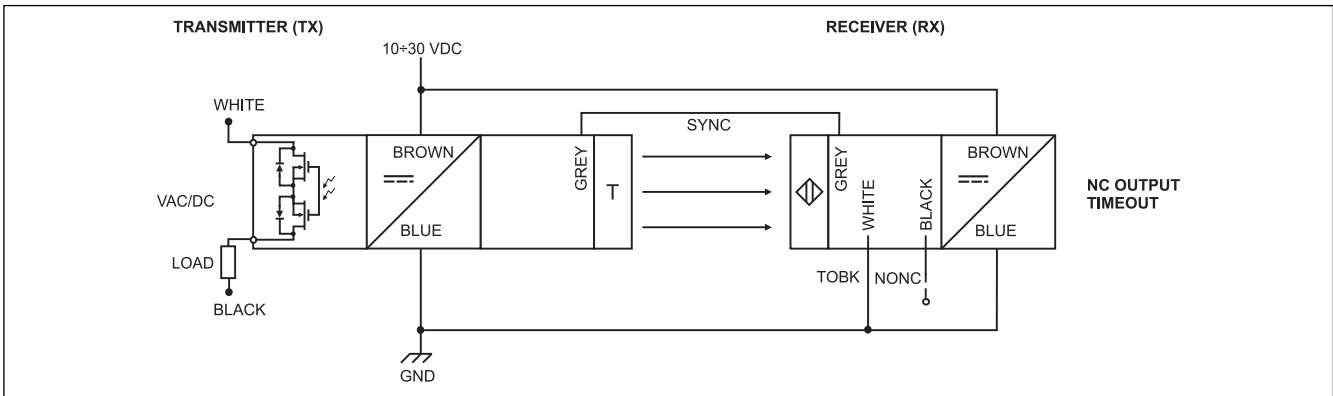 TRANSMITTER (TX)
RECEIVER (RX)
10÷30 VDC
WHITE
SYNC
BROWN
GREY
T
GREY
WHITE
BLACK
BROWN
NC OUTPUT
TIMEOUT
VAC/DC
BLUE
BLUE
LOAD
TOBK
NONC
BLACK
GND